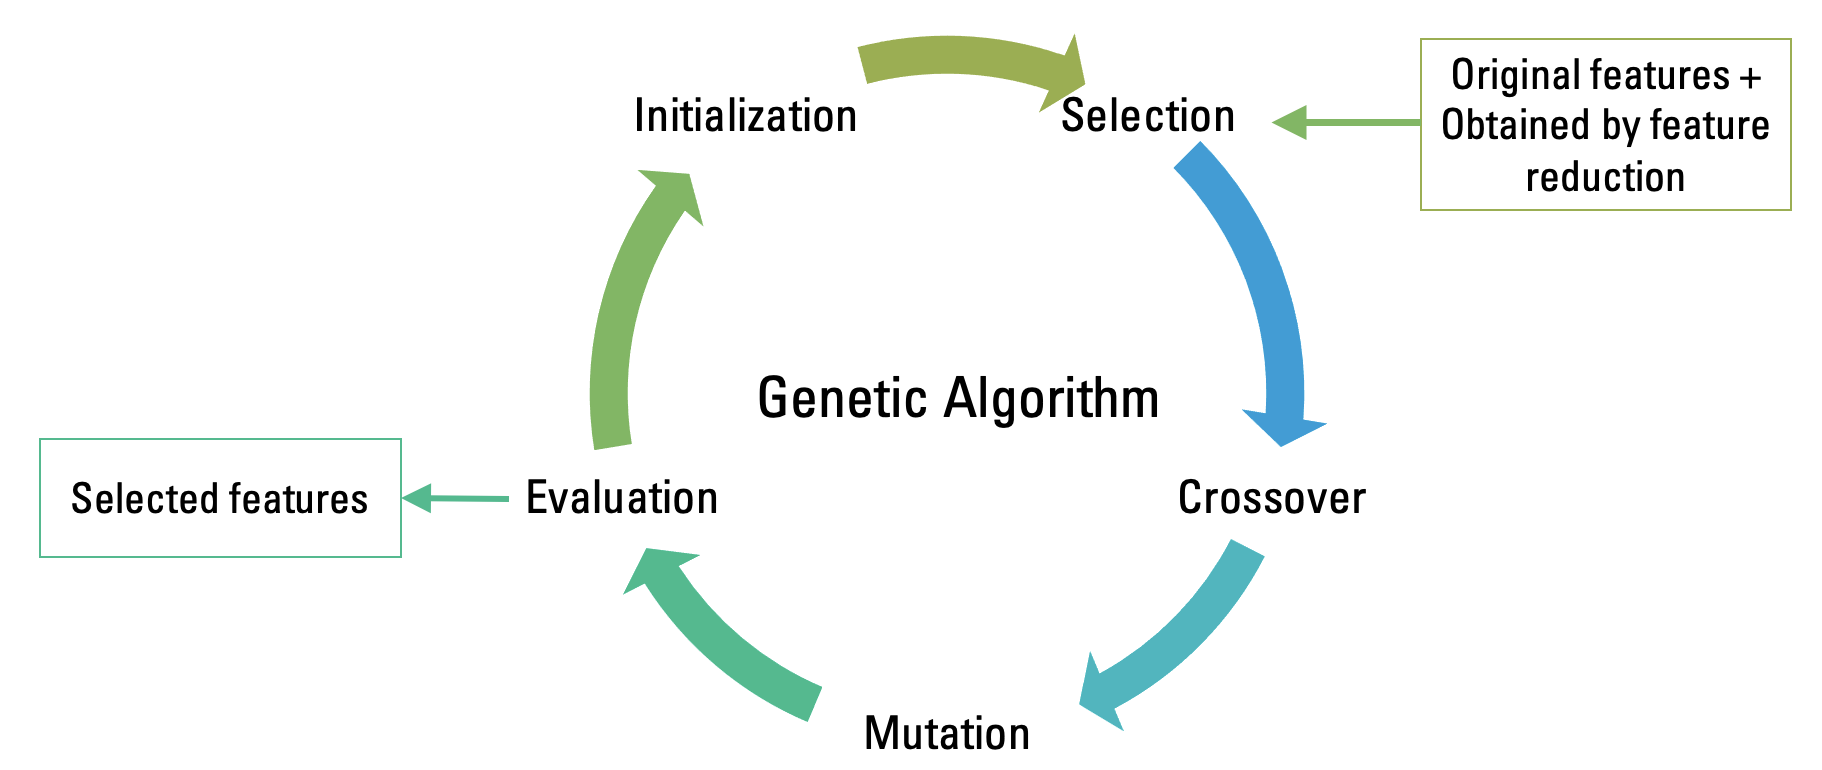 Initialization
Selection
Original features +
Obtained by feature
reduction
Genetic Algorithm
Selected features
Evaluation
Crossover
Mutation